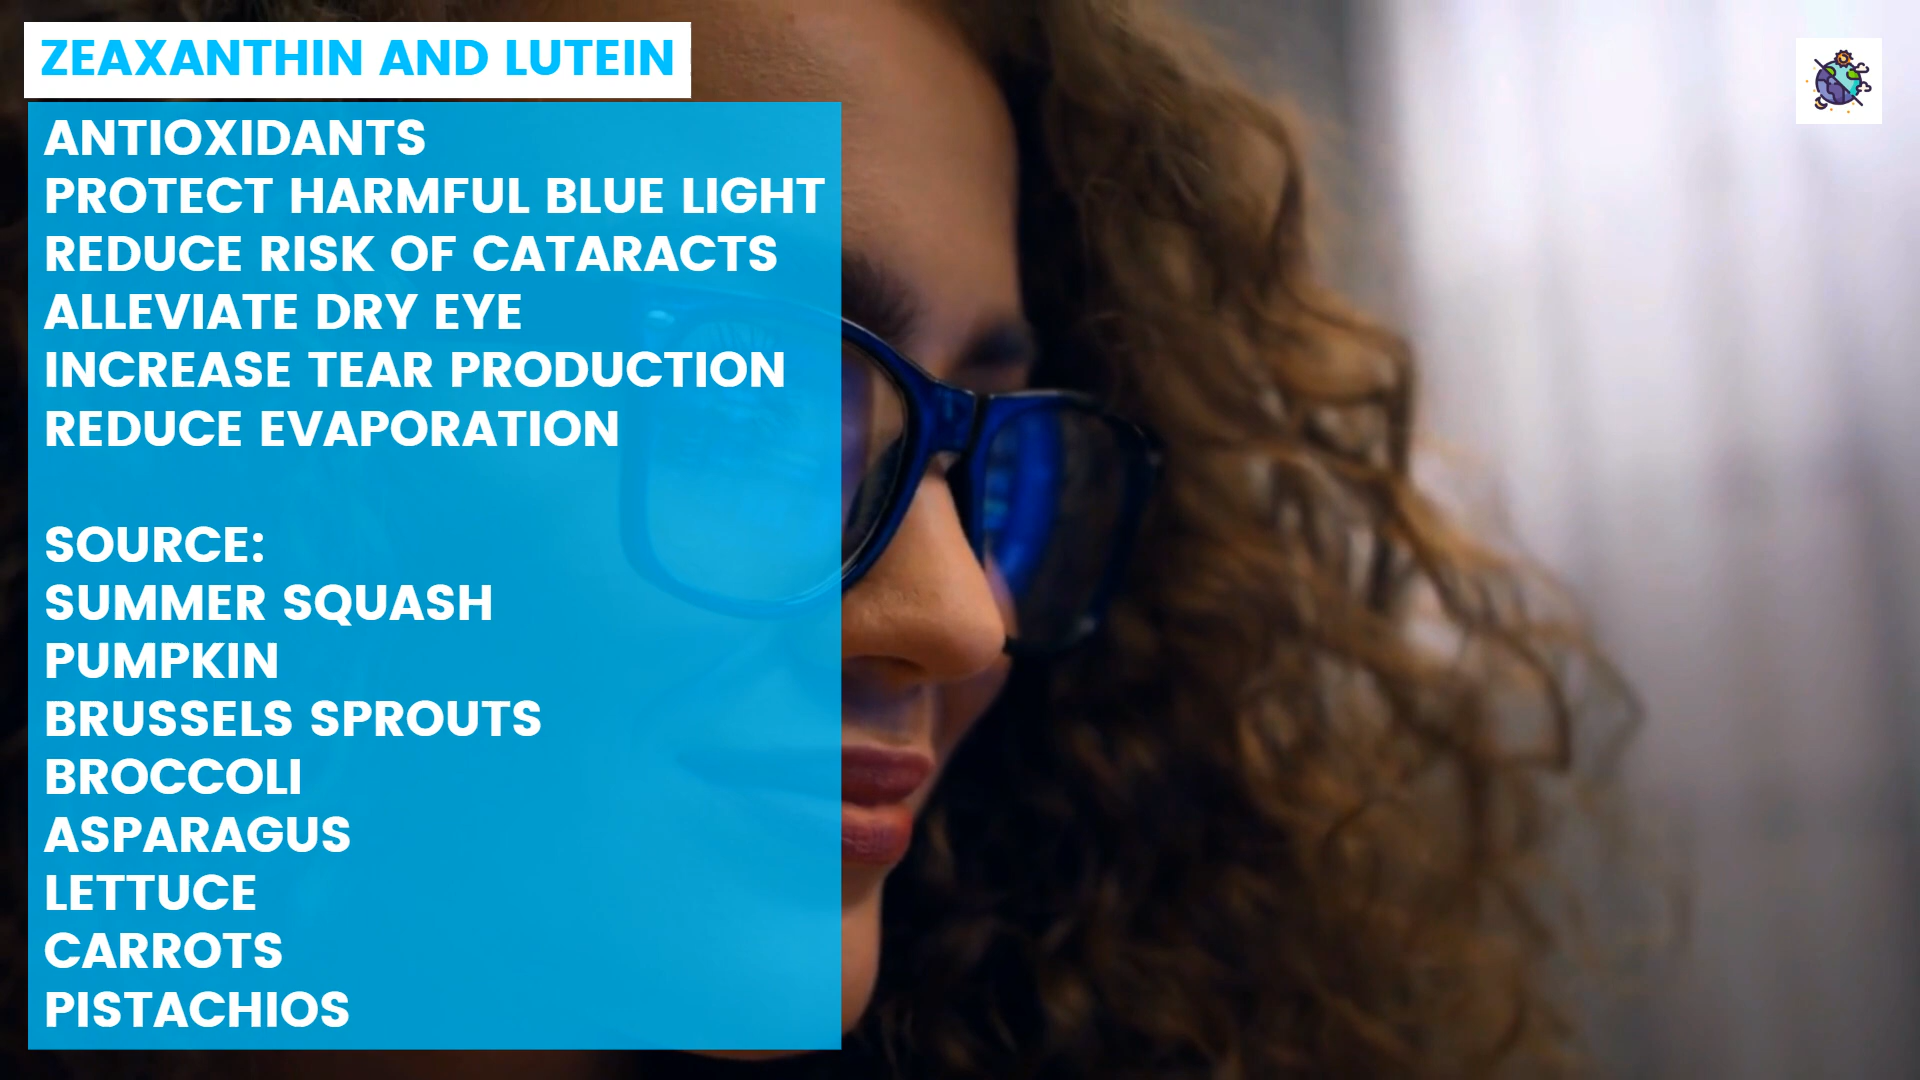 ZEAXANTHIN AND LUTEIN
ANTIOXIDANTS
PROTECT HARMFUL BLUE LIGHT
REDUCE RISK OF CATARACTS
ALLEVIATE DRY EYE
INCREASE TEAR PRODUCTION
REDUCE EVAPORATION
SOURCE:
SUMMER SQUASH
PUMPKIN
BRUSSELS SPROUTS
BROCCOLI
ASPARAGUS
LETTUCE
CARROTS
PISTACHIOS